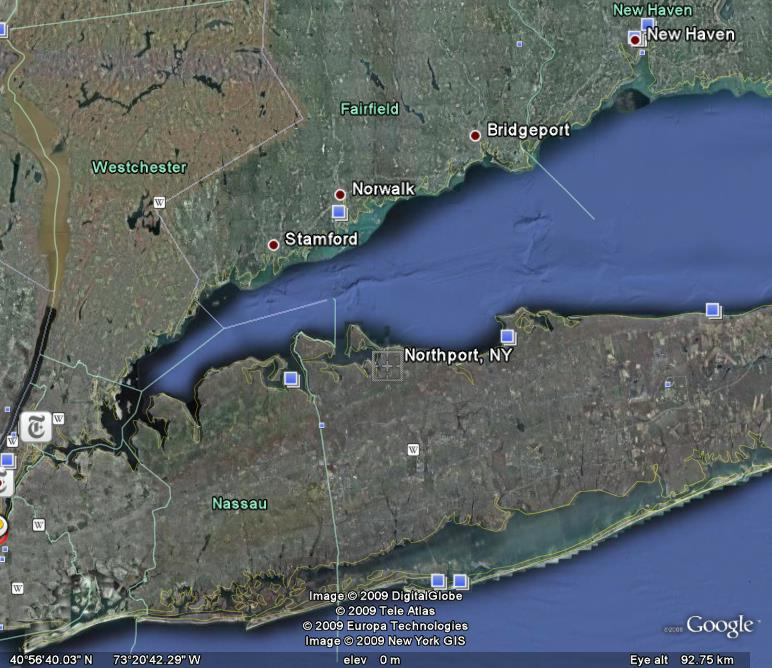 New Haven
New Haven
Fairfield
Bridgeport
Westchester
W
Norwalk
Stamford
Northport, NY
T
W
W
W
Nassau
W
W
Image © 2009 DigitalGlobe
© 2009 Tele Atlas
© 2009 Europa Technologies
Image © 2009 New York GIS
©2008 Google
40°56'40.03" N 73°20'42.29" W elev 0 m Eye alt 92.75 km